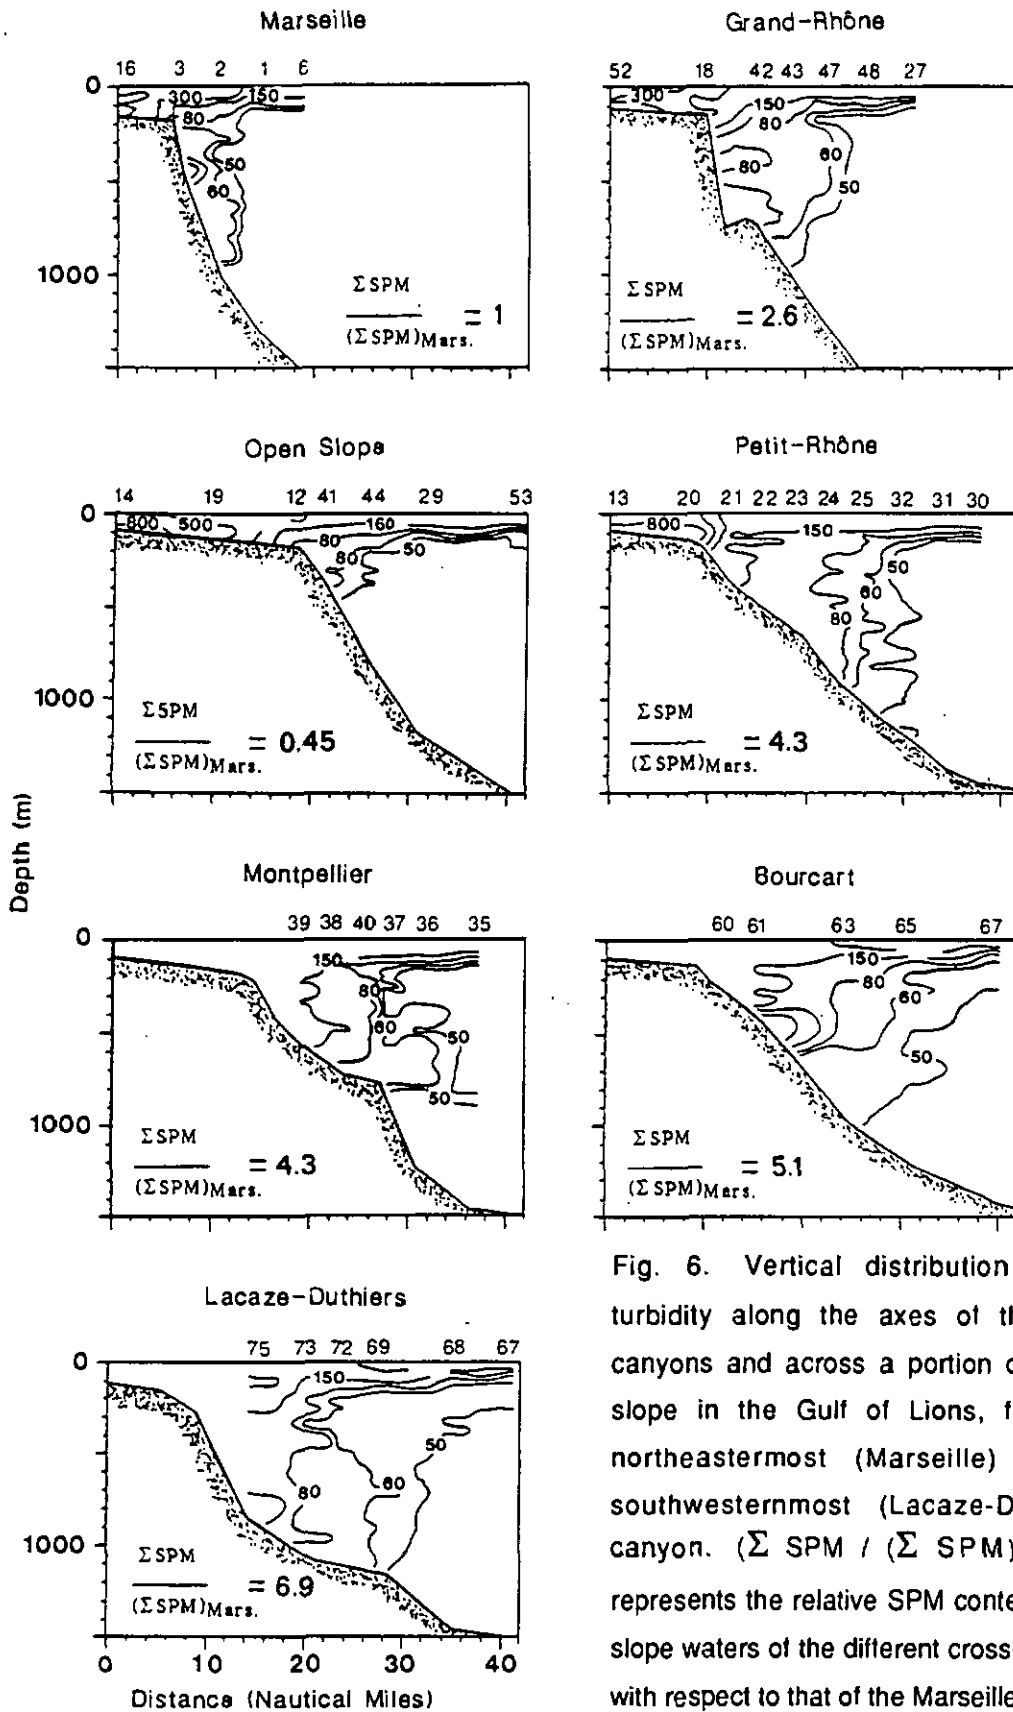 Marseille
16 3 2 1 6
0
300 150
80
50
60
1000
ΣSPM
(ΣSPM)Mars.
= 1
Grand-Rhône
52 18 42 43 47 48 27
300 150
80
60
80
50
ΣSPM
(ΣSPM)Mars.
= 2.6
Open Slope
14 19 12 41 44 29 53
0
800 500 160
80
50
80
1000
ΣSPM
(ΣSPM)Mars.
= 0.45
Petit-Rhône
13 20 21 22 23 24 25 32 31 30
800 150
50
60
80
ΣSPM
(ΣSPM)Mars.
= 4.3
Depth (m)
Montpellier
39 38 40 37 36 35
0
150
80
60
50
50
1000
ΣSPM
(ΣSPM)Mars.
= 4.3
Bourcart
60 61 63 65 67
150
80
60
50
ΣSPM
(ΣSPM)Mars.
= 5.1
Lacaze-Duthiers
75 73 72 69 68 67
0
150
50
80
60
1000
ΣSPM
(ΣSPM)Mars.
= 6.9
0 10 20 30 40
Distance (Nautical Miles)
Fig. 6. Vertical distribution
turbidity along the axes of th
canyons and across a portion o
slope in the Gulf of Lions, f
northeastermost (Marseille)
southwesternmost (Lacaze-D
canyon. (Σ SPM / (Σ SPM)
represents the relative SPM conte
slope waters of the different cross-
with respect to that of the Marseille